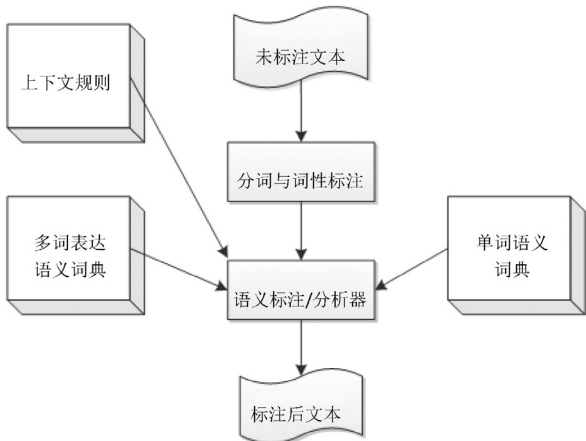 未标注文本
上下文规则
分词与词性标注
多词表达
语义词典
单词语义
词典
语义标注/分析器
标注后文本